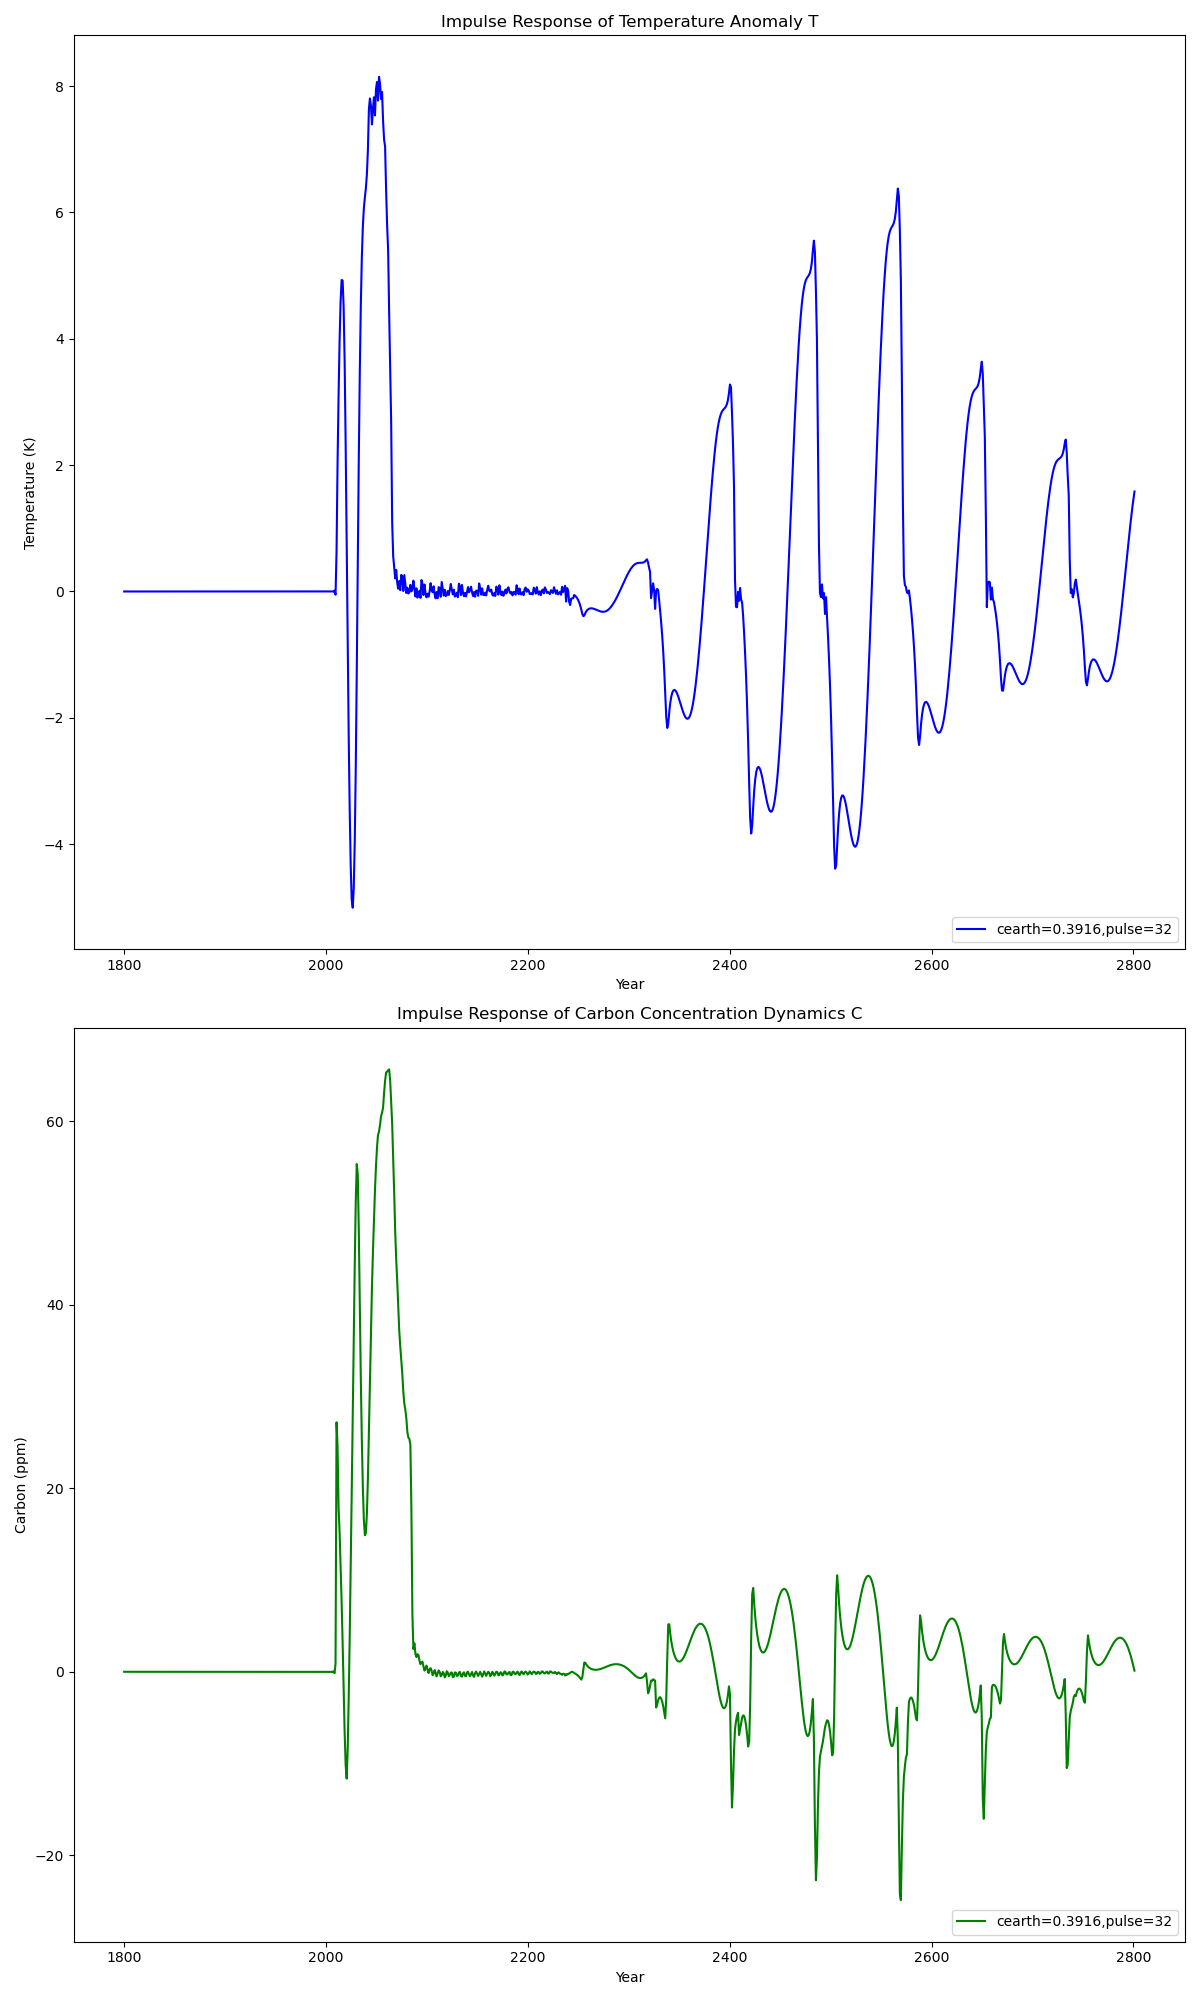 Impulse Response of Temperature Anomaly T
8
6
4
2
0
−2
−4
Temperature (K)
1800 2000 2200 2400 2600 2800
Year
cearth=0.3916,pulse=32
Impulse Response of Carbon Concentration Dynamics C
60
40
20
0
−20
Carbon (ppm)
1800 2000 2200 2400 2600 2800
Year
cearth=0.3916,pulse=32